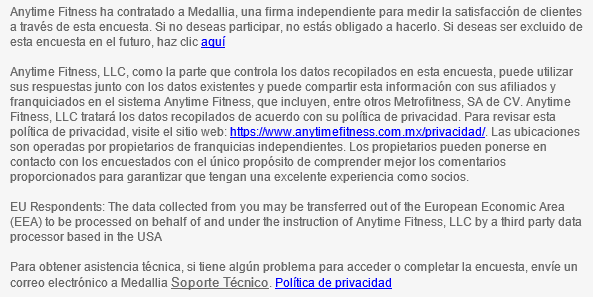 Anytime Fitness ha contratado a Medallia, una firma independiente para medir la satisfacción de clientes
a través de esta encuesta. Si no deseas participar, no estás obligado a hacerlo. Si deseas ser excluido de
esta encuesta en el futuro, haz clic aquí
Anytime Fitness, LLC, como la parte que controla los datos recopilados en esta encuesta, puede utilizar
sus respuestas junto con los datos existentes y puede compartir esta información con sus afiliados y
franquiciados en el sistema Anytime Fitness, que incluyen, entre otros Metrofitness, SA de CV. Anytime
Fitness, LLC tratará los datos recopilados de acuerdo con su política de privacidad. Para revisar esta
política de privacidad, visite el sitio web: https://www.anytimefitness.com.mx/privacidad/. Las ubicaciones
son operadas por propietarios de franquicias independientes. Los propietarios pueden ponerse en
contacto con los encuestados con el único propósito de comprender mejor los comentarios
proporcionados para garantizar que tengan una excelente experiencia como socios.
EU Respondents: The data collected from you may be transferred out of the European Economic Area
(EEA) to be processed on behalf of and under the instruction of Anytime Fitness, LLC by a third party data
processor based in the USA
Para obtener asistencia técnica, si tiene algún problema para acceder o completar la encuesta, envíe un
correo electrónico a Medallia Soporte Técnico. Política de privacidad